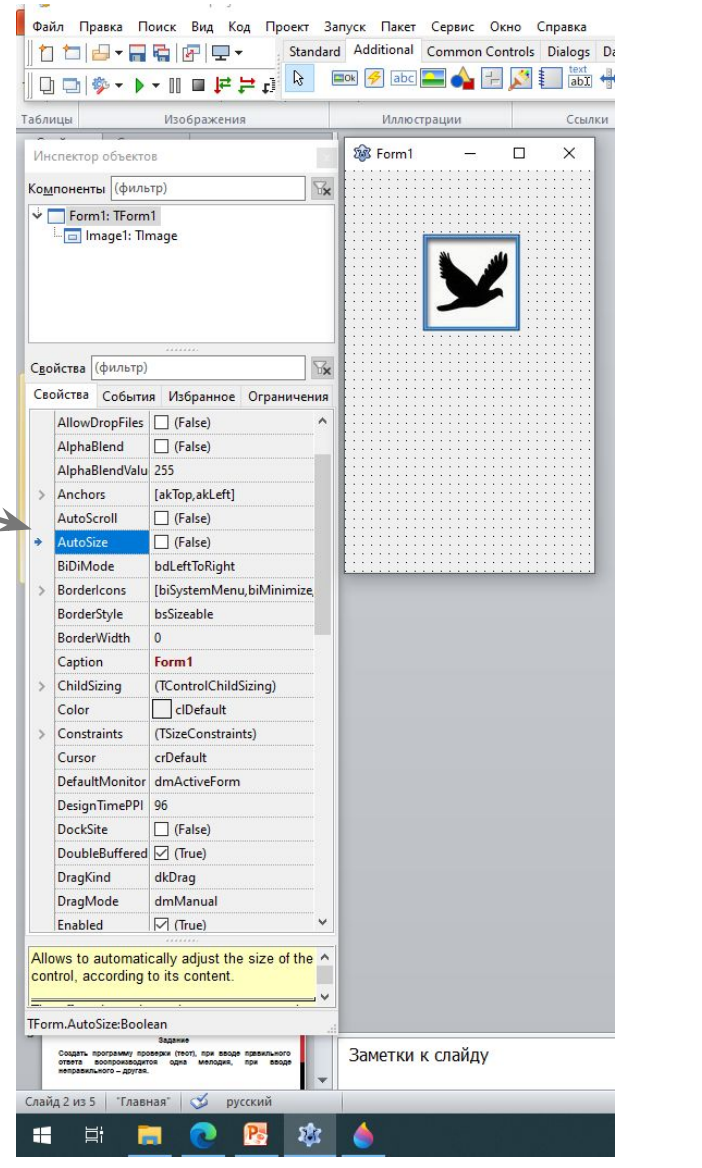 Файл Правка Поиск Вид Код Проект Запуск Пакет Сервис Окно Справка
Standard Additional Common Controls Dialogs Da
Ok abc text abI
Таблицы Изображения Иллюстрации Ссылки
Инспектор объектов
Form1
Компоненты (фильтр)
Form1: TForm1
Image1: TImage
Свойства (фильтр)
Свойства События Избранное Ограничения
AllowDropFiles (False)
AlphaBlend (False)
AlphaBlendValu 255
Anchors [akTop,akLeft]
AutoScroll (False)
AutoSize (False)
BiDiMode bdLeftToRight
BorderIcons [biSystemMenu,biMinimize,
BorderStyle bsSizeable
BorderWidth 0
Caption Form1
ChildSizing (TControlChildSizing)
Color clDefault
Constraints (TSizeConstraints)
Cursor crDefault
DefaultMonitor dmActiveForm
DesignTimePPI 96
DockSite (False)
DoubleBuffered (True)
DragKind dkDrag
DragMode dmManual
Enabled (True)
Allows to automatically adjust the size of the
control, according to its content.
TForm.AutoSize:Boolean
Задание
Создать программу проверки (тест), при вводе правильного
ответа воспроизводится одна мелодия, при вводе
неправильного – другая.
Заметки к слайду
Слайд 2 из 5 "Главная" русский